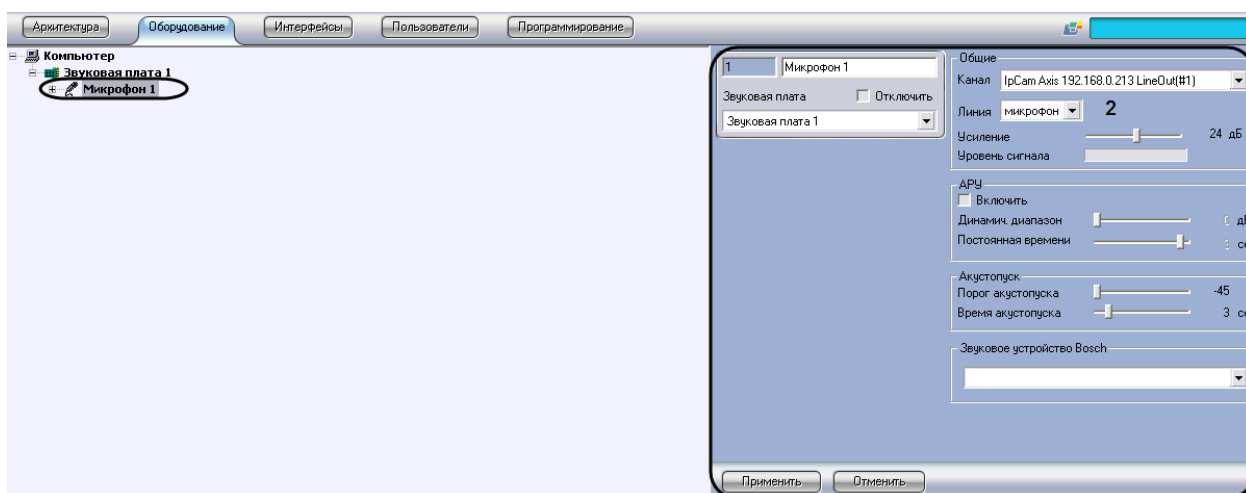 Архитектура Оборудование Интерфейсы Пользователи Программирование
Компьютер
Звуковая плата 1
Микрофон 1
1 Микрофон 1
Звуковая плата Отключить
Звуковая плата 1
Общие
Канал IpCam Axis 192.168.0.213 LineOut(#1)
Линия микрофон 2
Усиление 24 дБ
Уровень сигнала
АРУ
Включить
Динамич. диапазон 0
Постоянная времени
Акустопуск
Порог акустопуска -45
Время акустопуска 3
Звуковое устройство Bosch
Применить Отменить